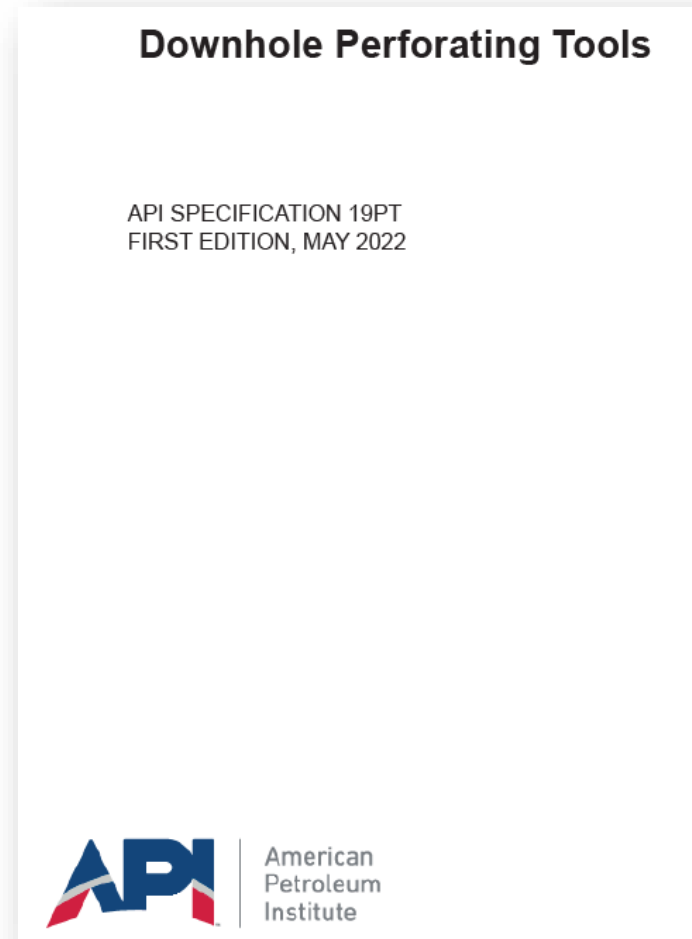 Downhole Perforating Tools
API SPECIFICATION 19PT
FIRST EDITION, MAY 2022
API
American
Petroleum
Institute